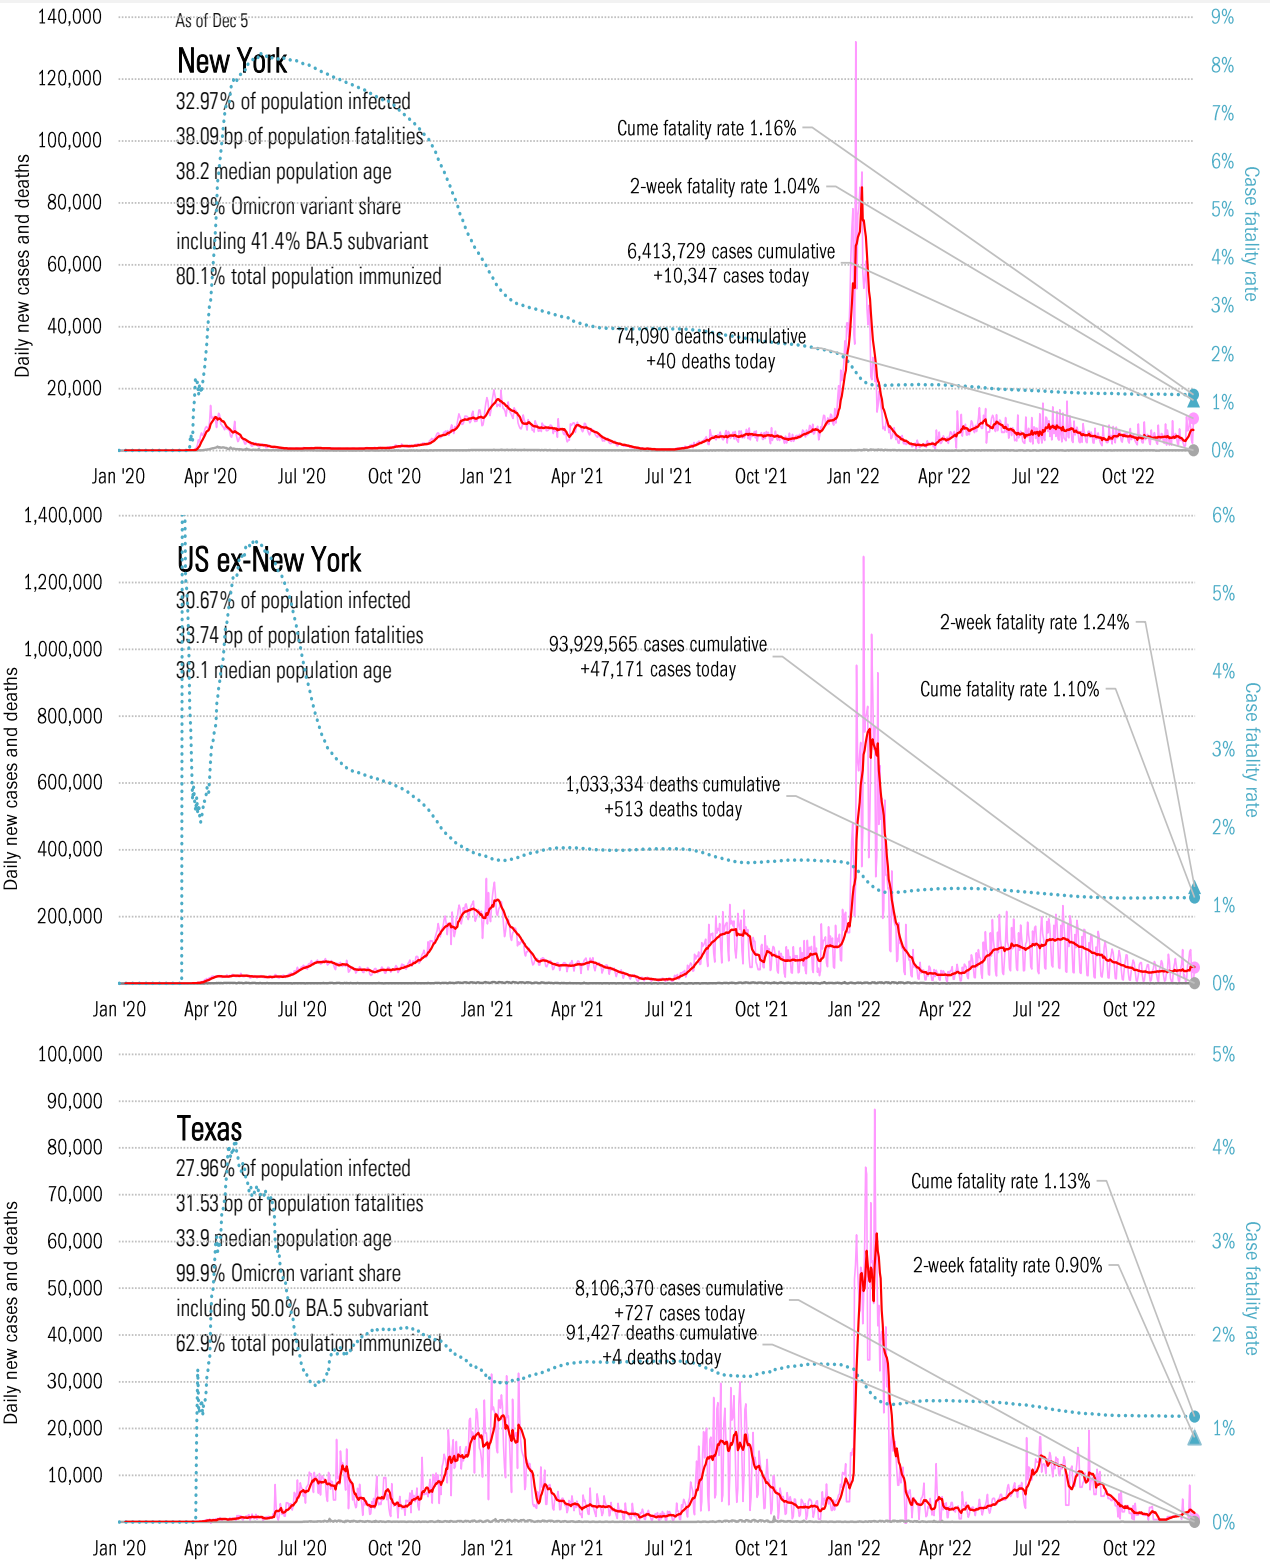 140,000
As of Dec 5
9%
New York
120,000
8%
32.97% of population infected
7%
Cume fatality rate 1.16%
38.09 bp of population fatalities
100,000
6%
38.2 median population age
2-week fatality rate 1.04%
80,000
99.9% Omicron variant share
5%
including 41.4% BA.5 subvariant
6,413,729 cases cumulative
60,000
4%
80.1% total population immunized
+10,347 cases today
3%
40,000
74,090 deaths cumulative
2%
+40 deaths today
20,000
1%
0%
Daily new cases and deaths
Case fatality rate
Jan '20 Apr '20 Jul '20 Oct '20 Jan '21 Apr '21 Jul '21 Oct '21 Jan '22 Apr '22 Jul '22 Oct '22
1,400,000
6%
US ex-New York
1,200,000
5%
30.67% of population infected
2-week fatality rate 1.24%
33.74 bp of population fatalities
93,929,565 cases cumulative
1,000,000
+47,171 cases today
38.1 median population age
4%
Cume fatality rate 1.10%
800,000
3%
600,000
1,033,334 deaths cumulative
+513 deaths today
2%
400,000
200,000
1%
0%
Daily new cases and deaths
Case fatality rate
Jan '20 Apr '20 Jul '20 Oct '20 Jan '21 Apr '21 Jul '21 Oct '21 Jan '22 Apr '22 Jul '22 Oct '22
100,000
5%
90,000
Texas
80,000
4%
27.96% of population infected
Cume fatality rate 1.13%
70,000
31.53 bp of population fatalities
33.9 median population age
60,000
3%
2-week fatality rate 0.90%
99.9% Omicron variant share
50,000
8,106,370 cases cumulative
including 50.0% BA.5 subvariant
+727 cases today
40,000
91,427 deaths cumulative
2%
62.9% total population immunized
+4 deaths today
30,000
20,000
1%
10,000
0%
Daily new cases and deaths
Case fatality rate
Jan '20 Apr '20 Jul '20 Oct '20 Jan '21 Apr '21 Jul '21 Oct '21 Jan '22 Apr '22 Jul '22 Oct '22